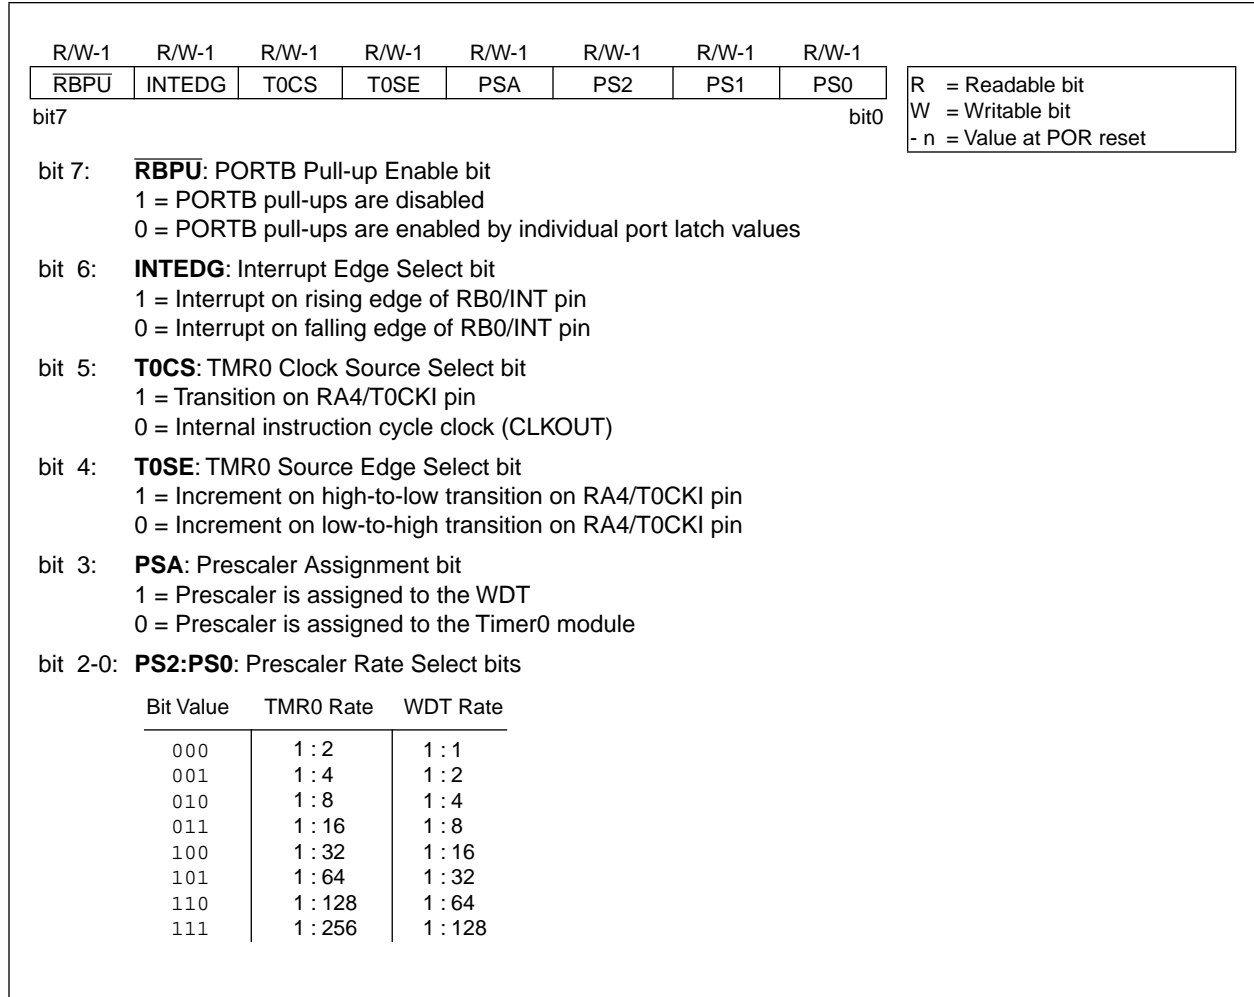 R/W-1 R/W-1 R/W-1 R/W-1 R/W-1 R/W-1 R/W-1 R/W-1
RBPU INTEDG T0CS T0SE PSA PS2 PS1 PS0
bit7 bit0
R = Readable bit
W = Writable bit
- n = Value at POR reset
bit 7: RBPU: PORTB Pull-up Enable bit
1 = PORTB pull-ups are disabled
0 = PORTB pull-ups are enabled by individual port latch values
bit 6: INTEDG: Interrupt Edge Select bit
1 = Interrupt on rising edge of RB0/INT pin
0 = Interrupt on falling edge of RB0/INT pin
bit 5: T0CS: TMR0 Clock Source Select bit
1 = Transition on RA4/T0CKI pin
0 = Internal instruction cycle clock (CLKOUT)
bit 4: T0SE: TMR0 Source Edge Select bit
1 = Increment on high-to-low transition on RA4/T0CKI pin
0 = Increment on low-to-high transition on RA4/T0CKI pin
bit 3: PSA: Prescaler Assignment bit
1 = Prescaler is assigned to the WDT
0 = Prescaler is assigned to the Timer0 module
bit 2-0: PS2:PS0: Prescaler Rate Select bits
Bit Value TMR0 Rate WDT Rate
000 1 : 2 1 : 1
001 1 : 4 1 : 2
010 1 : 8 1 : 4
011 1 : 16 1 : 8
100 1 : 32 1 : 16
101 1 : 64 1 : 32
110 1 : 128 1 : 64
111 1 : 256 1 : 128